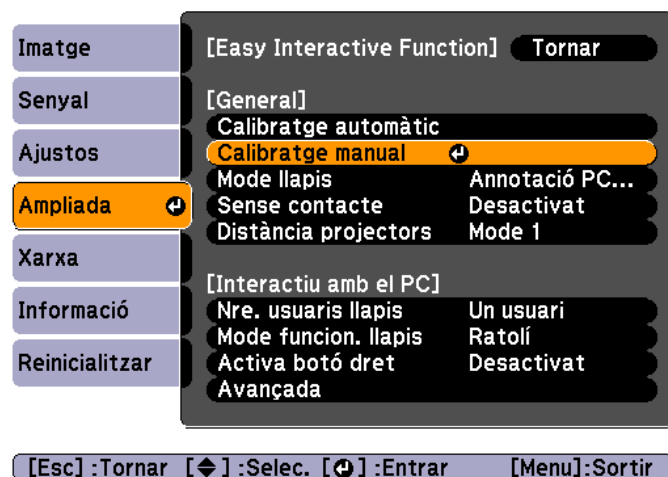 Imatge
Senyal
Ajustos
Ampliada
Xarxa
Informació
Reinicialitzar
[Easy Interactive Function] Tornar
[General]
Calibratge automàtic
Calibratge manual
Mode llapis Annotació PC...
Sense contacte Desactivat
Distància projectors Mode 1
[Interactiu amb el PC]
Nre. usuaris llapis Un usuari
Mode funcion. llapis Ratolí
Activa botó dret Desactivat
Avançada
[Esc] :Tornar [◆] :Selec. [↵] :Entrar [Menu]:Sortir